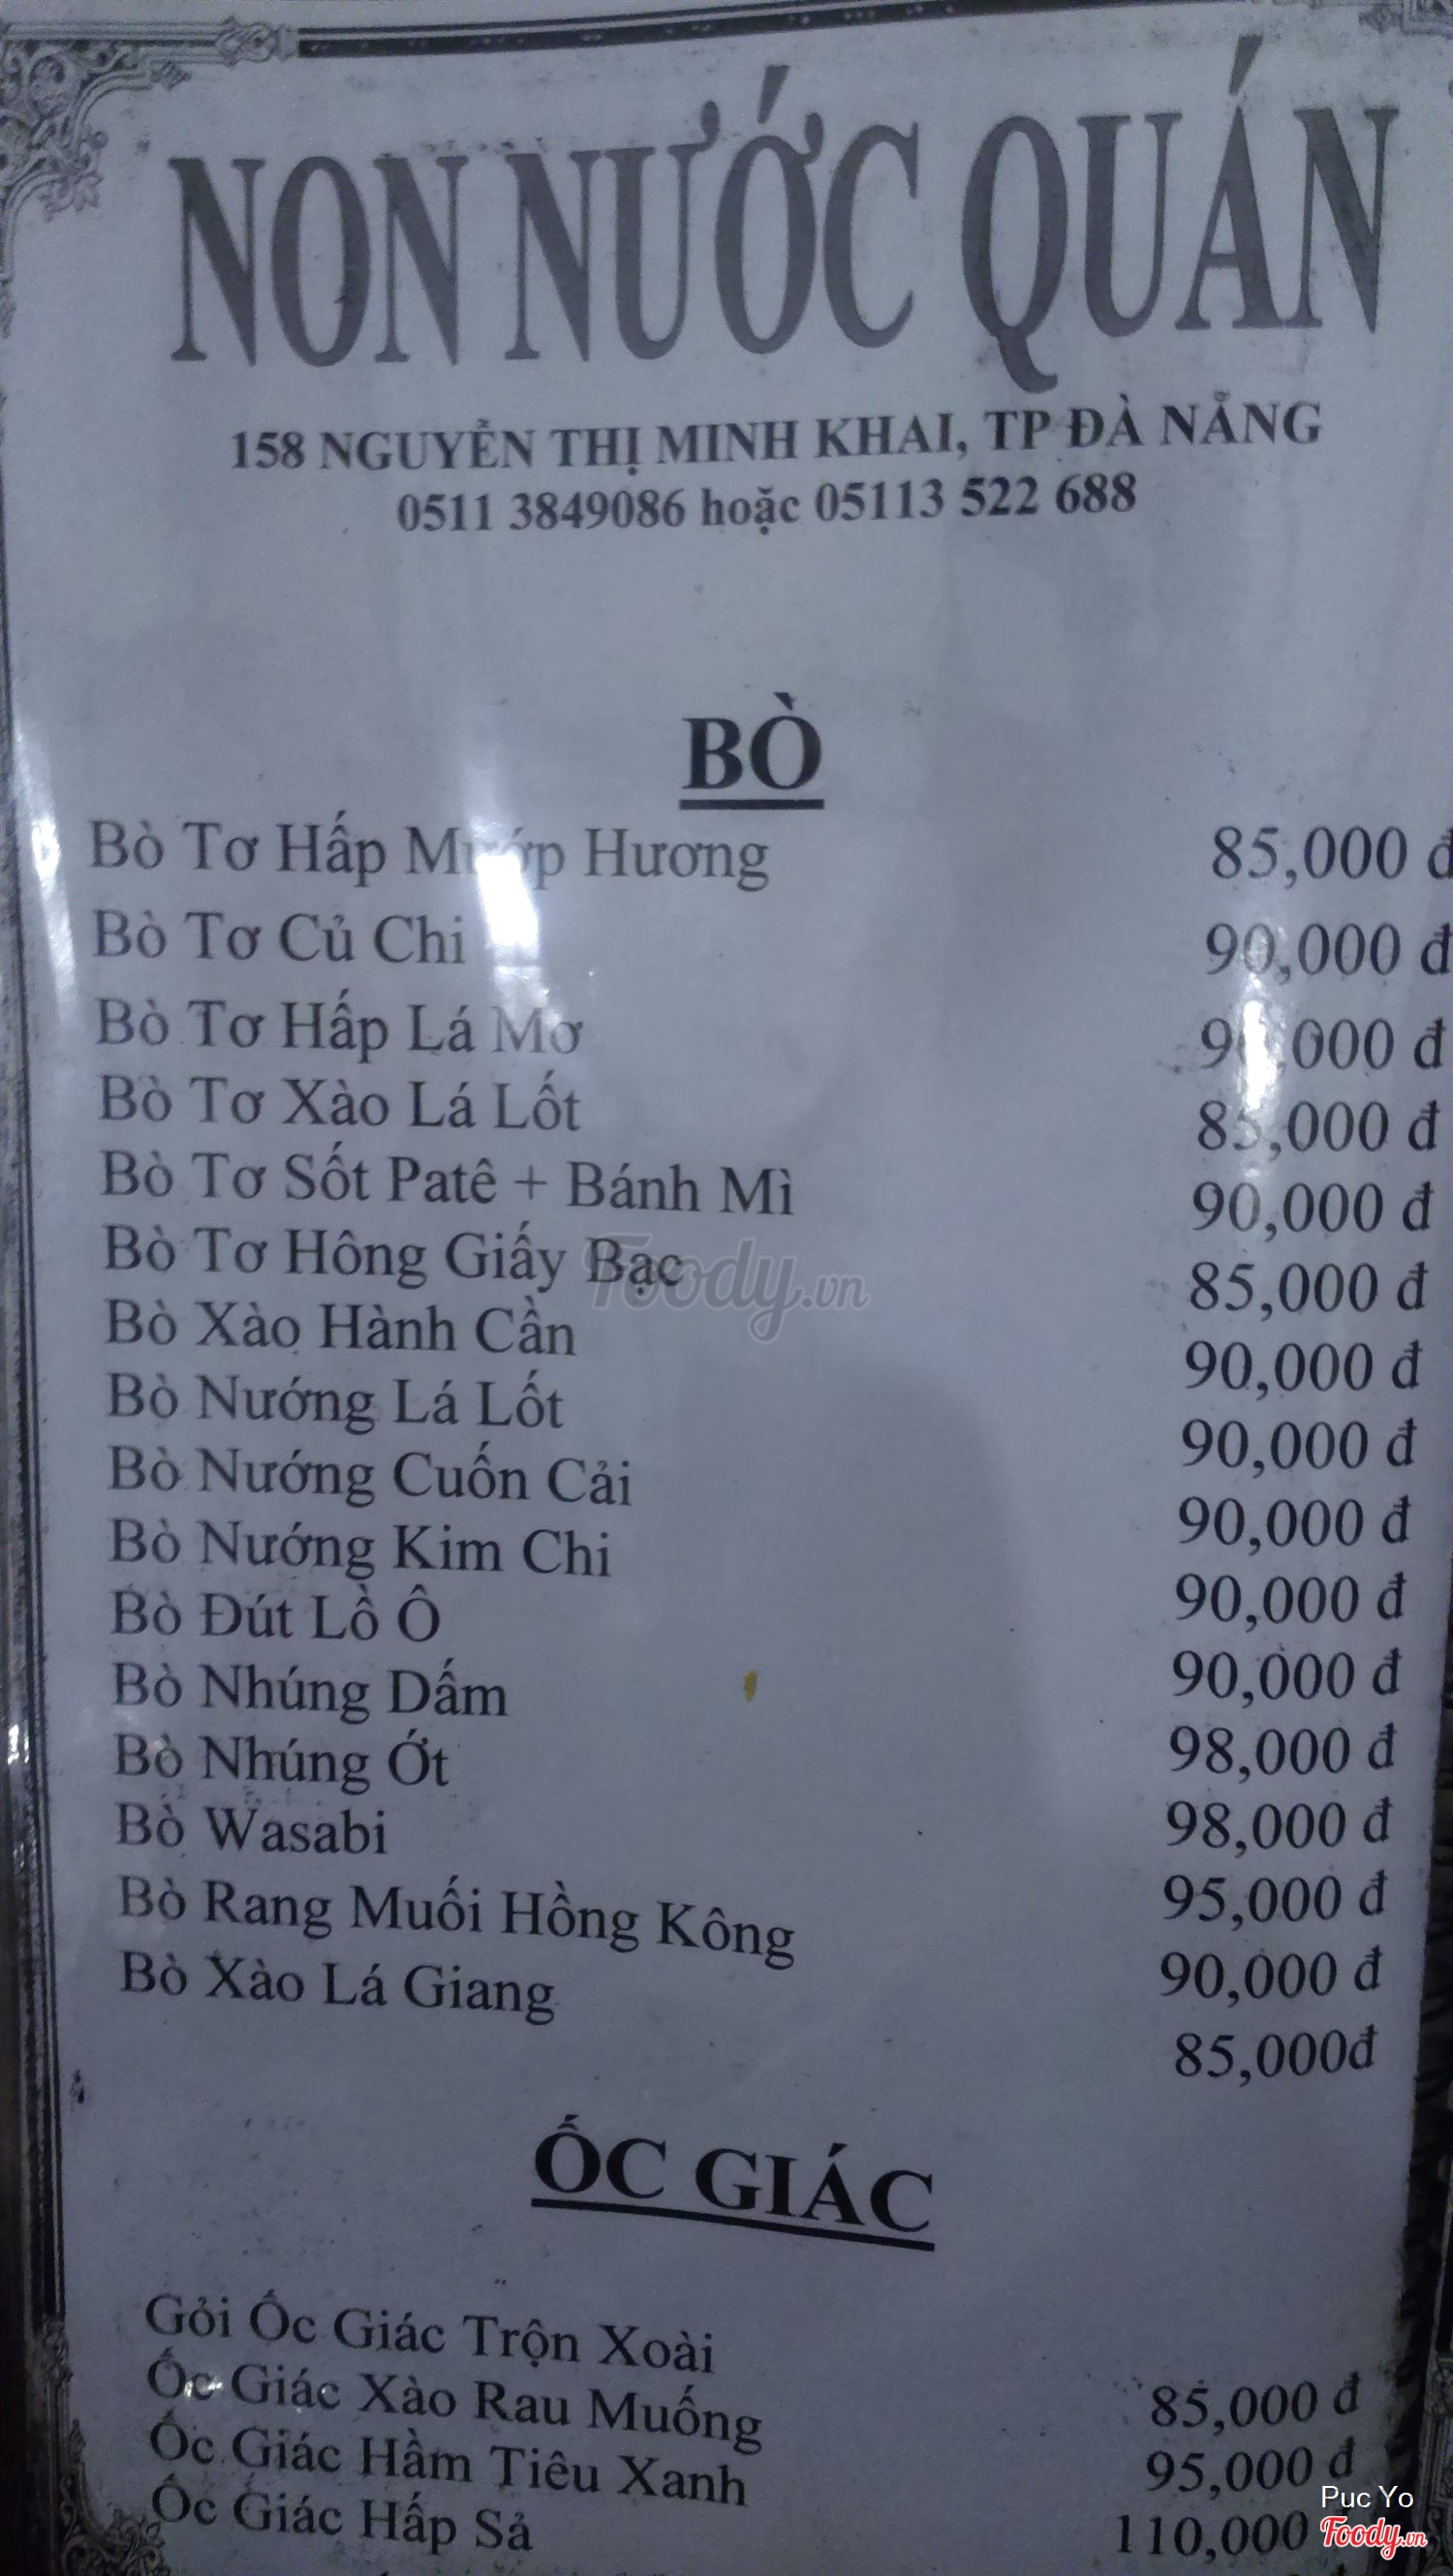 NON NƯỚC QUÁN
158 NGUYỄN THỊ MINH KHAI, TP ĐÀ NẴNG
0511 3849086 hoặc 05113 522 688
BÒ
Bò Tơ Hấp Mướp Hương 85,000 đ
Bò Tơ Củ Chi 90,000 đ
Bò Tơ Hấp Lá Mơ đ
Bò Tơ Xào Lá Lốt 85,000 đ
Bò Tơ Sốt Patê + Bánh Mì 90,000 đ
Bò Tơ Hông Giấy Bạc 85,000 đ
Bò Xào Hành Cần 90,000 đ
Bò Nướng Lá Lốt 90,000 đ
Bò Nướng Cuốn Cải 90,000 đ
Bò Nướng Kim Chi 90,000 đ
Bò Đút Lồ Ô 90,000 đ
Bò Nhúng Dấm 98,000 đ
Bò Nhúng Ớt 98,000 đ
Bò Wasabi 95,000 đ
Bò Rang Muối Hồng Kông 90,000 đ
Bò Xào Lá Giang 85,000đ
ỐC GIÁC
Gỏi Ốc Giác Trộn Xoài 85,000 đ
Ốc Giác Xào Rau Muống 95,000 đ
Ốc Giác Hầm Tiêu Xanh 110,000
Ốc Giác Hấp Sả
Foody.vn
Puc Yo
Foody.vn